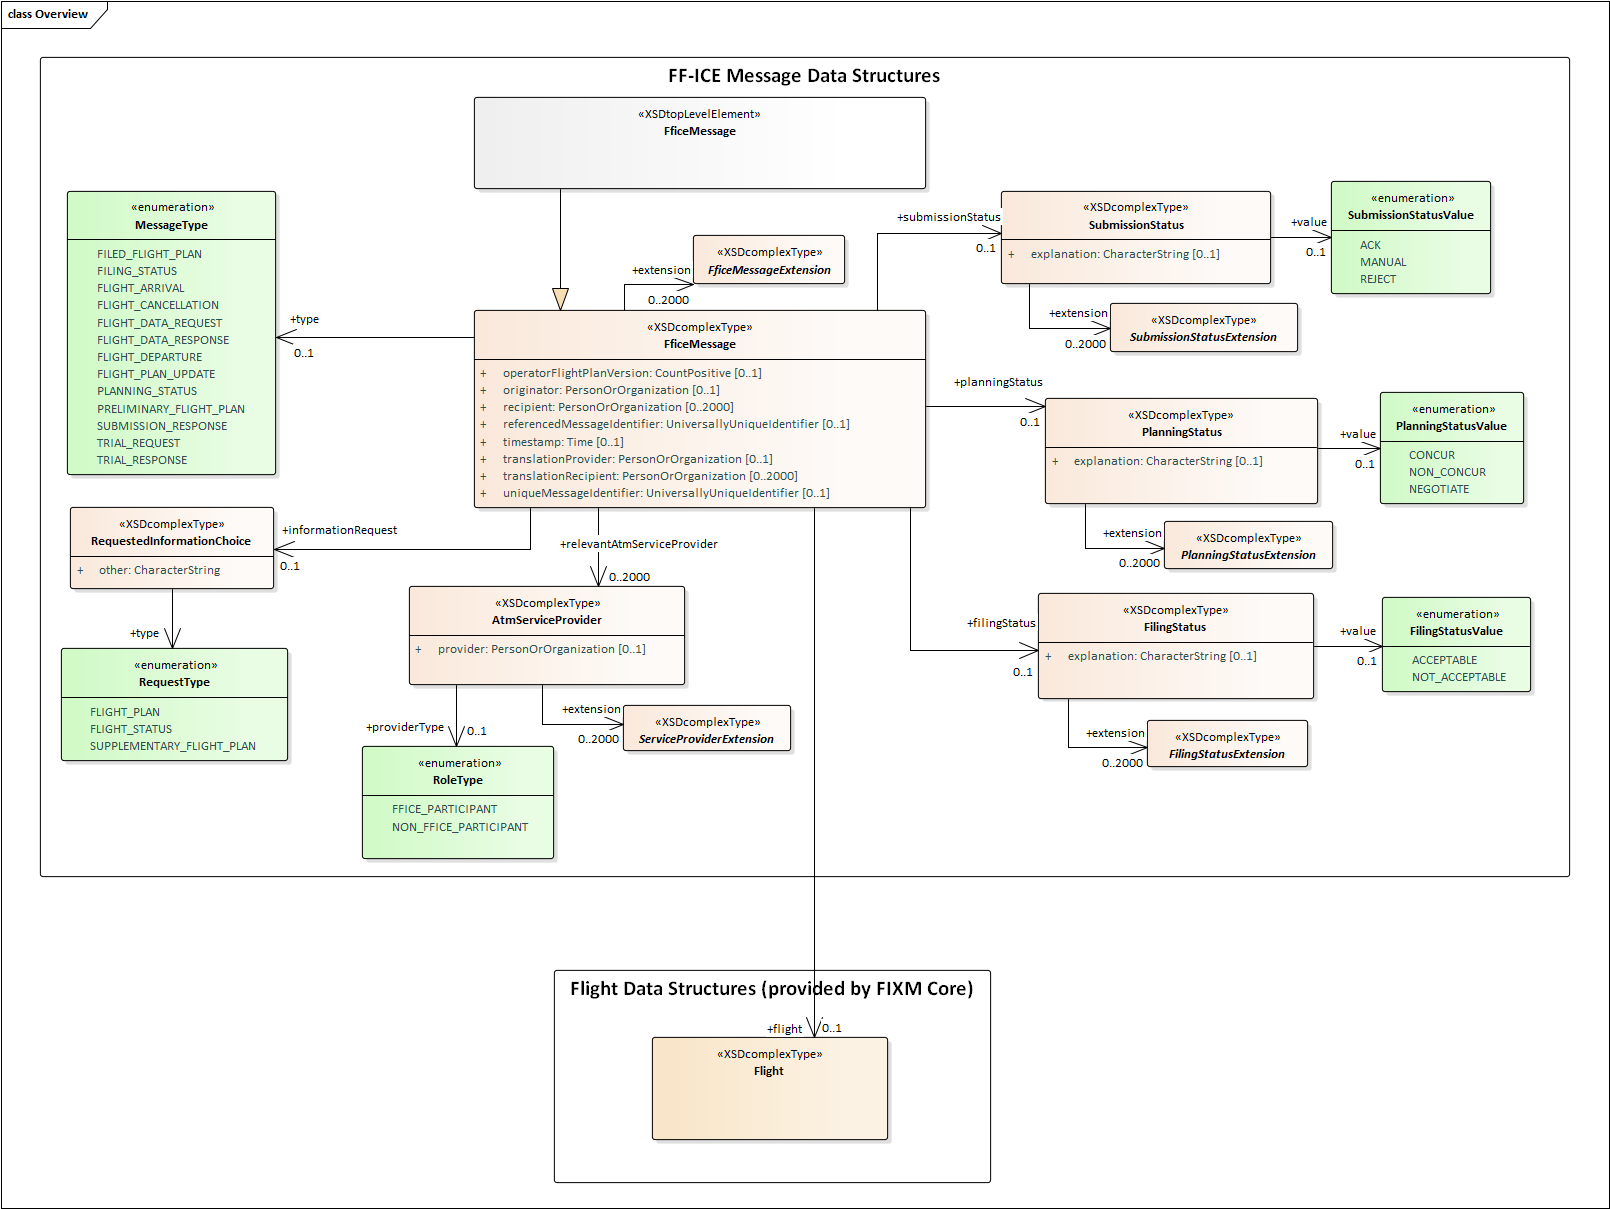 class Overview
FF-ICE Message Data Structures
«XSDtopLevelElement»
FficeMessage
«enumeration»
MessageType
FILED_FLIGHT_PLAN
FILING_STATUS
FLIGHT_ARRIVAL
FLIGHT_CANCELLATION
FLIGHT_DATA_REQUEST
FLIGHT_DATA_RESPONSE
FLIGHT_DEPARTURE
FLIGHT_PLAN_UPDATE
PLANNING_STATUS
PRELIMINARY_FLIGHT_PLAN
SUBMISSION_RESPONSE
TRIAL_REQUEST
TRIAL_RESPONSE
+type
0..1
+extension
0..2000
«XSDcomplexType»
FficeMessageExtension
«XSDcomplexType»
FficeMessage
+ operatorFlightPlanVersion: CountPositive [0..1]
+ originator: PersonOrOrganization [0..1]
+ recipient: PersonOrOrganization [0..2000]
+ referencedMessageIdentifier: UniversallyUniqueIdentifier [0..1]
+ timestamp: Time [0..1]
+ translationProvider: PersonOrOrganization [0..1]
+ translationRecipient: PersonOrOrganization [0..2000]
+ uniqueMessageIdentifier: UniversallyUniqueIdentifier [0..1]
+submissionStatus
0..1
«XSDcomplexType»
SubmissionStatus
+ explanation: CharacterString [0..1]
+value
0..1
«enumeration»
SubmissionStatusValue
ACK
MANUAL
REJECT
+extension
0..2000
«XSDcomplexType»
SubmissionStatusExtension
+planningStatus
0..1
«XSDcomplexType»
PlanningStatus
+ explanation: CharacterString [0..1]
+value
0..1
«enumeration»
PlanningStatusValue
CONCUR
NON_CONCUR
NEGOTIATE
+extension
0..2000
«XSDcomplexType»
PlanningStatusExtension
«XSDcomplexType»
RequestedInformationChoice
+ other: CharacterString
+informationRequest
0..1
+type
«enumeration»
RequestType
FLIGHT_PLAN
FLIGHT_STATUS
SUPPLEMENTARY_FLIGHT_PLAN
+relevantAtmServiceProvider
0..2000
«XSDcomplexType»
AtmServiceProvider
+ provider: PersonOrOrganization [0..1]
+providerType
0..1
«enumeration»
RoleType
FFICE_PARTICIPANT
NON_FFICE_PARTICIPANT
+extension
0..2000
«XSDcomplexType»
ServiceProviderExtension
+filingStatus
0..1
«XSDcomplexType»
FilingStatus
+ explanation: CharacterString [0..1]
+value
0..1
«enumeration»
FilingStatusValue
ACCEPTABLE
NOT_ACCEPTABLE
+extension
0..2000
«XSDcomplexType»
FilingStatusExtension
Flight Data Structures (provided by FIXM Core)
+flight
0..1
«XSDcomplexType»
Flight